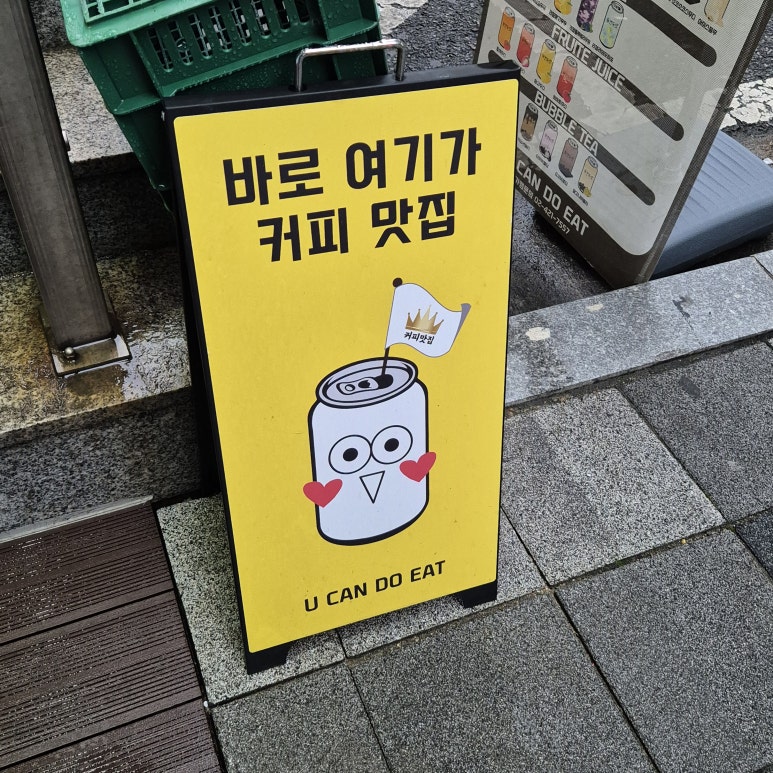 바로 여기가
커피 맛집
커피맛집
U CAN DO EAT
FRUITE JUICE
BUBBLE TEA
CAN DO EAT